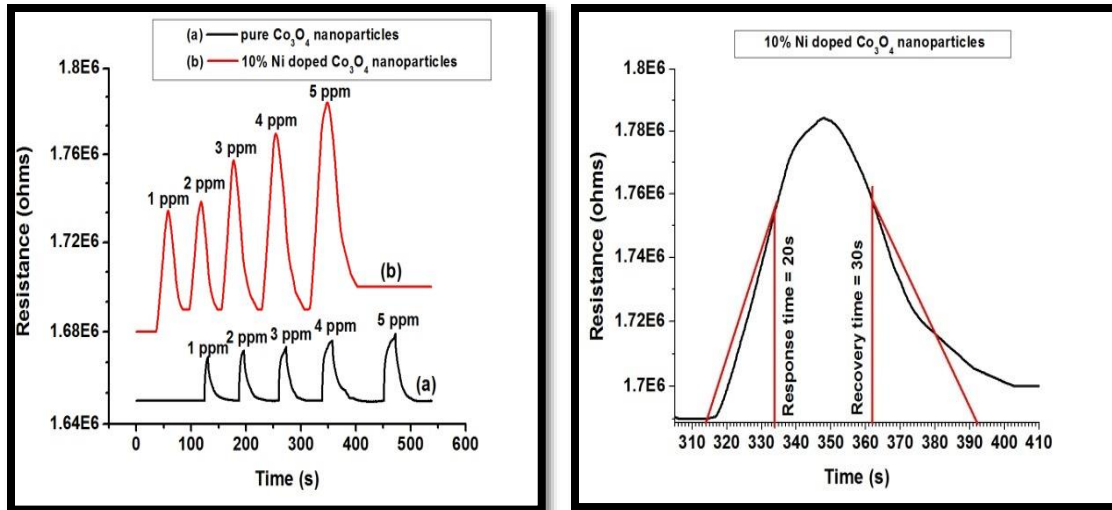 (a) — pure Co₃O₄ nanoparticles
(b) — 10% Ni doped Co₃O₄ nanoparticles
1.8E6
1.76E6
1.72E6
1.68E6
1.64E6
Resistance (ohms)
1 ppm
2 ppm
3 ppm
4 ppm
5 ppm
(b)
1 ppm
2 ppm
3 ppm
4 ppm
5 ppm
(a)
0 100 200 300 400 500 600
Time (s)
10% Ni doped Co₃O₄ nanoparticles
1.8E6
1.78E6
1.76E6
1.74E6
1.72E6
1.7E6
Resistance (ohms)
Response time = 20s
Recovery time = 30s
310 320 330 340 350 360 370 380 390 400 410
Time (s)